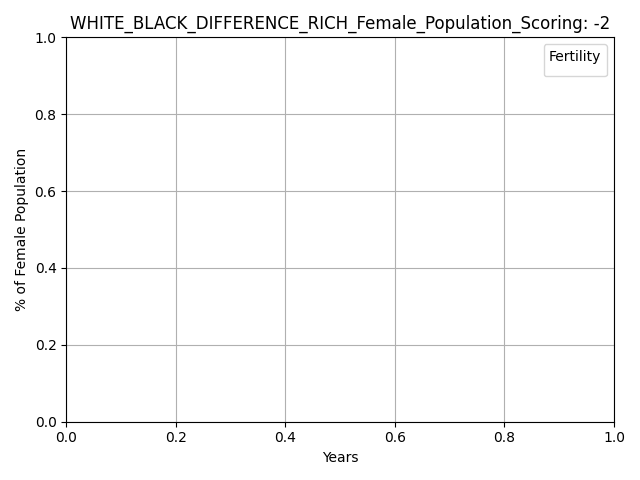 WHITE_BLACK_DIFFERENCE_RICH_Female_Population_Scoring: -2
Fertility
% of Female Population
1.0
0.8
0.6
0.4
0.2
0.0
0.0 0.2 0.4 0.6 0.8 1.0
Years